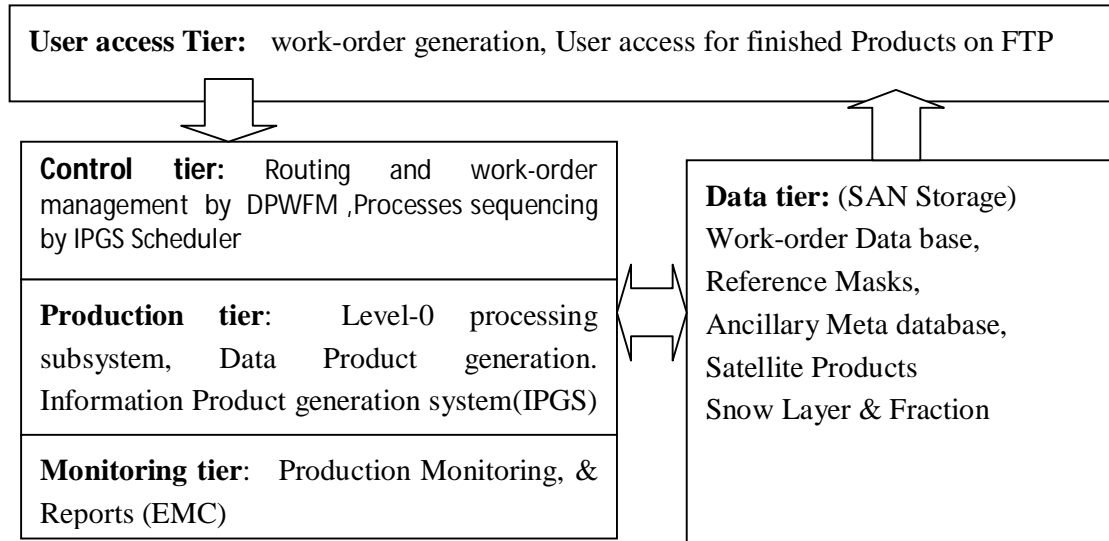 User access Tier: work-order generation, User access for finished Products on FTP
Control tier: Routing and work-order
management by DPWFM ,Processes sequencing
by IPGS Scheduler
Production tier: Level-0 processing
subsystem, Data Product generation.
Information Product generation system(IPGS)
Monitoring tier: Production Monitoring, &
Reports (EMC)
Data tier: (SAN Storage)
Work-order Data base,
Reference Masks,
Ancillary Meta database,
Satellite Products
Snow Layer & Fraction